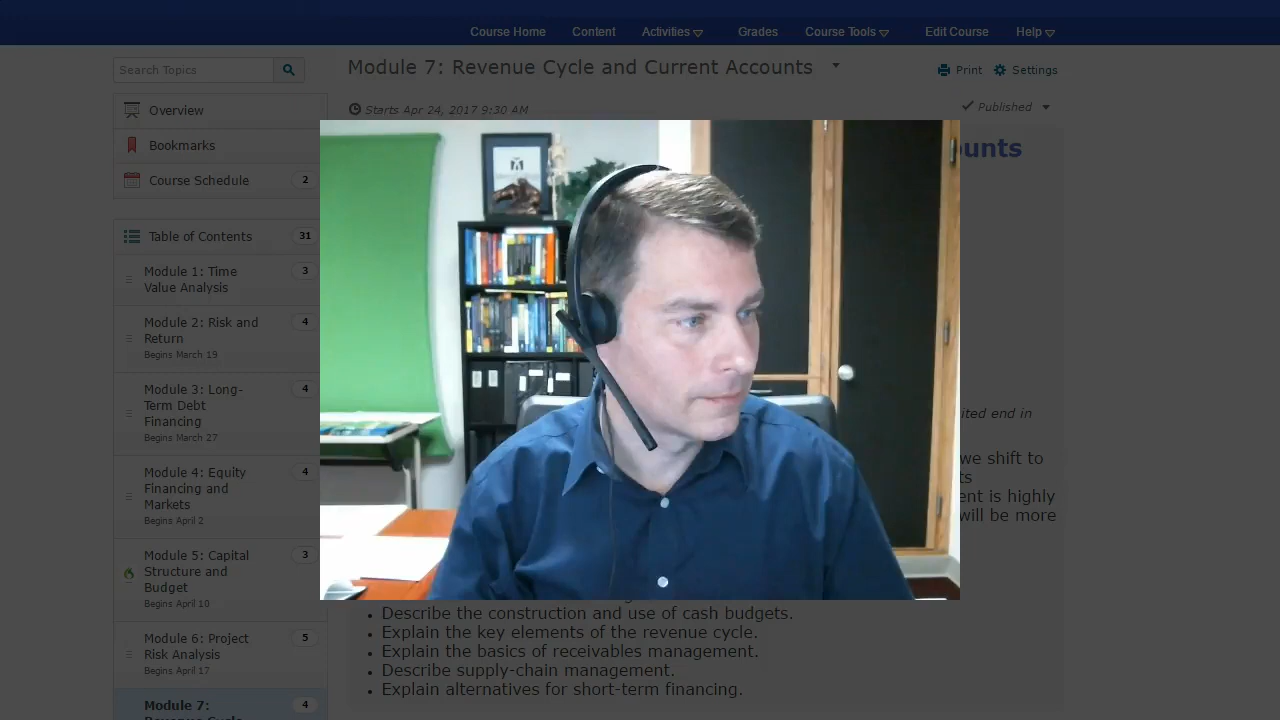 Course Home Content Activities Grades Course Tools Edit Course Help
Search Topics
Module 7: Revenue Cycle and Current Accounts
Print Settings
Overview
Starts Apr 24, 2017 9:30 AM
Published
Bookmarks
unts
Course Schedule 2
Table of Contents 31
Module 1: Time 3
Value Analysis
Module 2: Risk and 4
Return
Begins March 19
Module 3: Long- 4
Term Debt
Financing
Begins March 27
ited end in
Module 4: Equity 4
Financing and
Markets
Begins April 2
we shift to
ts
ent is highly
will be more
Module 5: Capital 3
Structure and
Budget
Begins April 10
Module 6: Project 5
Risk Analysis
Begins April 17
Module 7: 4
• Describe the construction and use of cash budgets.
• Explain the key elements of the revenue cycle.
• Explain the basics of receivables management.
• Describe supply-chain management.
• Explain alternatives for short-term financing.